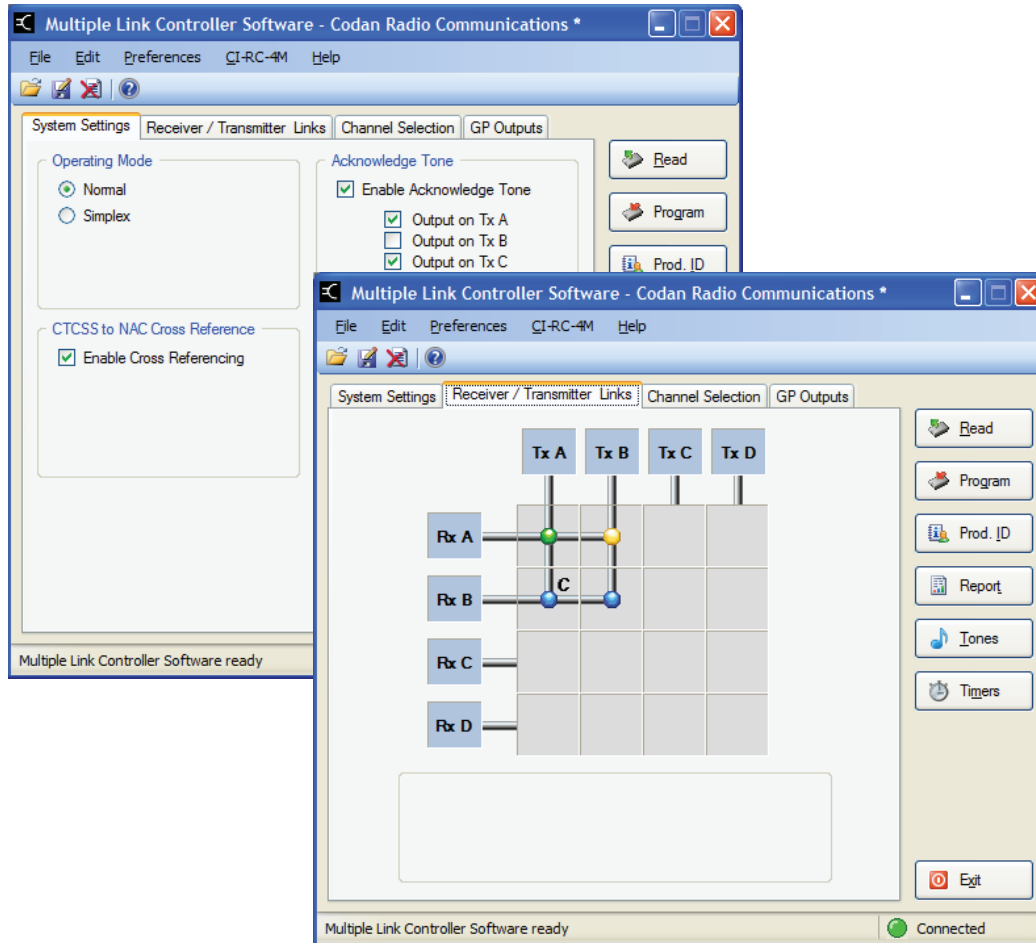 Multiple Link Controller Software - Codan Radio Communications *
File Edit Preferences CI-RC-4M Help
System Settings Receiver / Transmitter Links Channel Selection GP Outputs
Operating Mode
Normal
Simplex
Acknowledge Tone
Enable Acknowledge Tone
Output on Tx A
Output on Tx B
Output on Tx C
CTCSS to NAC Cross Reference
Enable Cross Referencing
Read
Program
Prod. ID
Multiple Link Controller Software ready
Multiple Link Controller Software - Codan Radio Communications *
File Edit Preferences CI-RC-4M Help
System Settings Receiver / Transmitter Links Channel Selection GP Outputs
Tx A Tx B Tx C Tx D
Rx A
C
Rx B
Rx C
Rx D
Read
Program
Prod. ID
Report
Tones
Timers
Exit
Multiple Link Controller Software ready
Connected